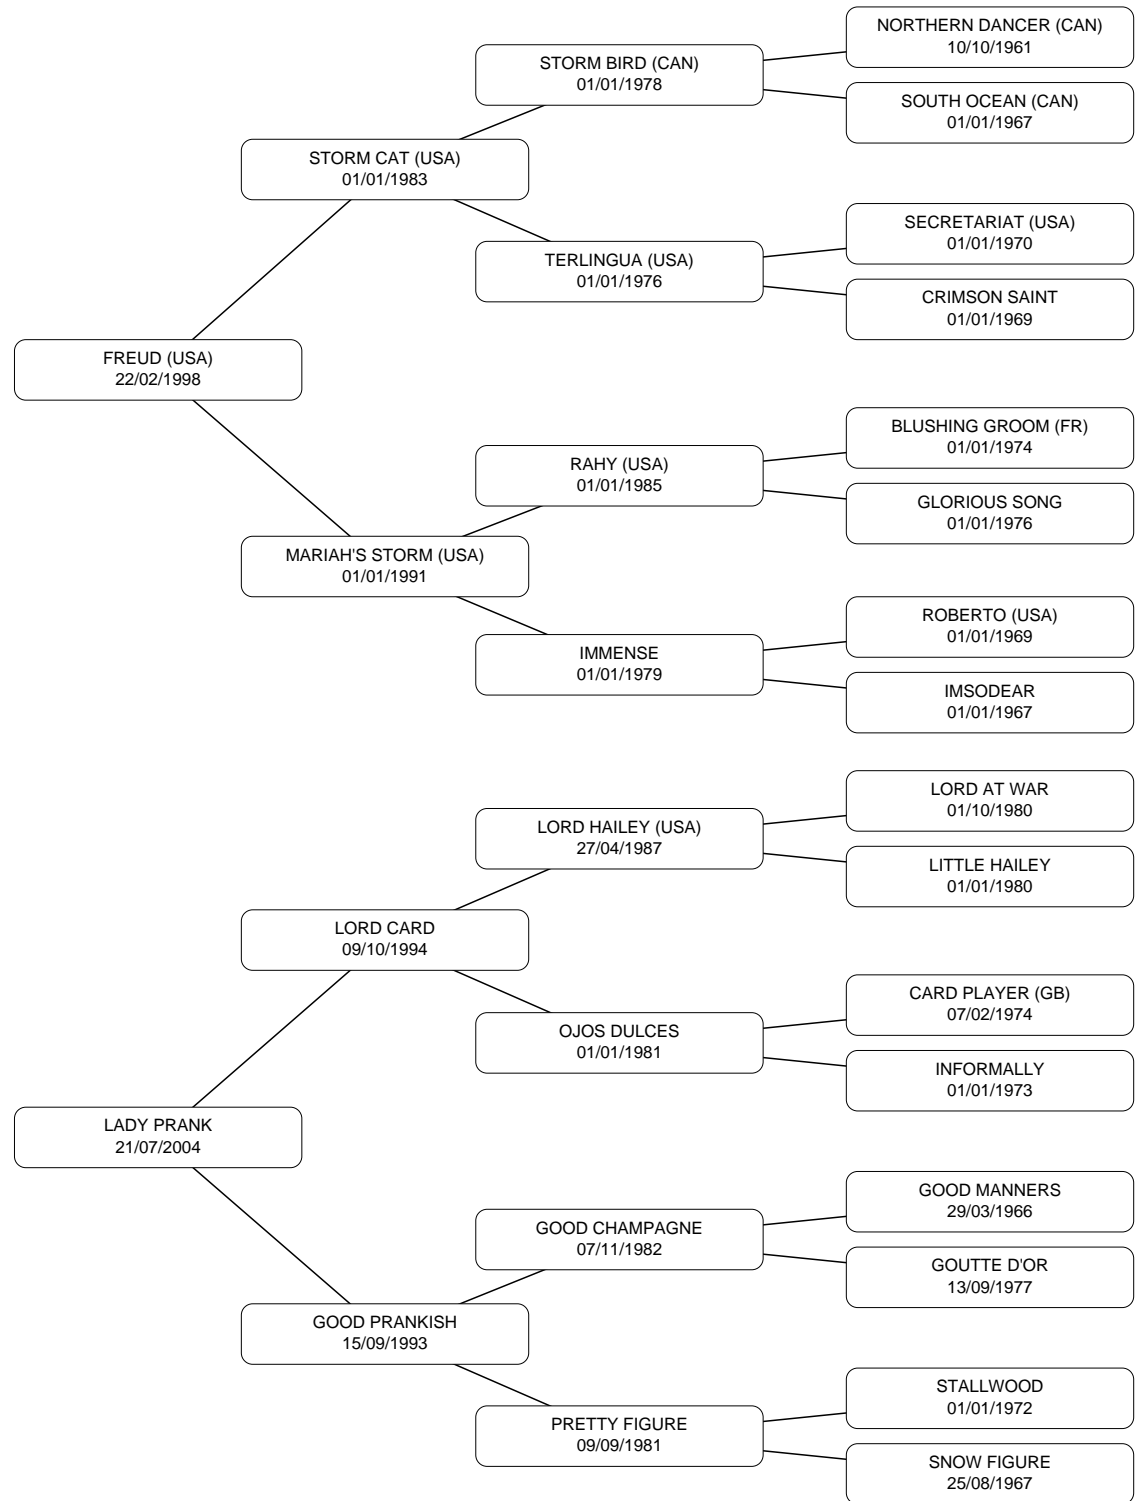 NORTHERN DANCER (CAN)
10/10/1961
STORM BIRD (CAN)
01/01/1978
SOUTH OCEAN (CAN)
01/01/1967
STORM CAT (USA)
01/01/1983
SECRETARIAT (USA)
01/01/1970
TERLINGUA (USA)
01/01/1976
CRIMSON SAINT
01/01/1969
FREUD (USA)
22/02/1998
BLUSHING GROOM (FR)
01/01/1974
RAHY (USA)
01/01/1985
GLORIOUS SONG
01/01/1976
MARIAH'S STORM (USA)
01/01/1991
ROBERTO (USA)
01/01/1969
IMMENSE
01/01/1979
IMSODEAR
01/01/1967
LORD AT WAR
01/10/1980
LORD HAILEY (USA)
27/04/1987
LITTLE HAILEY
01/01/1980
LORD CARD
09/10/1994
CARD PLAYER (GB)
07/02/1974
OJOS DULCES
01/01/1981
INFORMALLY
01/01/1973
LADY PRANK
21/07/2004
GOOD MANNERS
29/03/1966
GOOD CHAMPAGNE
07/11/1982
GOUTTE D'OR
13/09/1977
GOOD PRANKISH
15/09/1993
STALLWOOD
01/01/1972
PRETTY FIGURE
09/09/1981
SNOW FIGURE
25/08/1967